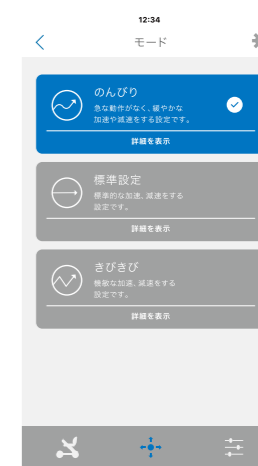 12:34
モード
のんびり
急な動作がなく、緩やかな
加速や減速をする設定です。
詳細を表示
標準設定
標準的な加速、減速をする
設定です。
詳細を表示
きびきび
機敏な加速、減速をする
設定です。
詳細を表示